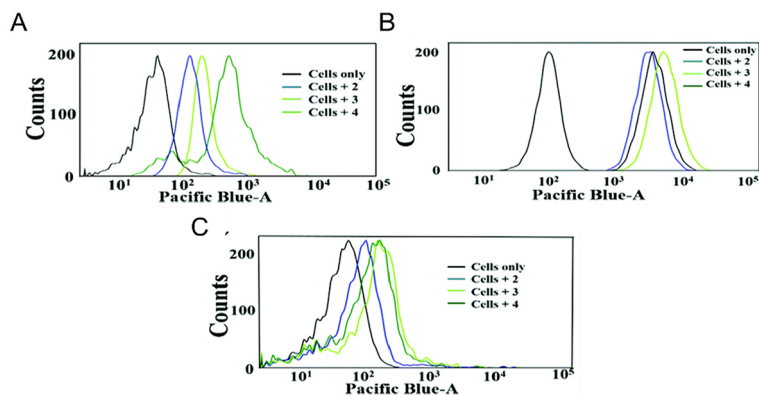 A
200
100
0
Counts
10¹ 10² 10³ 10⁴ 10⁵
Pacific Blue-A
Cells only
Cells + 2
Cells + 3
Cells + 4
B
200
100
0
Counts
10¹ 10² 10³ 10⁴ 10⁵
Pacific Blue-A
Cells only
Cells + 2
Cells + 3
Cells + 4
C
200
100
0
Counts
10¹ 10² 10³ 10⁴ 10⁵
Pacific Blue-A
Cells only
Cells + 2
Cells + 3
Cells + 4